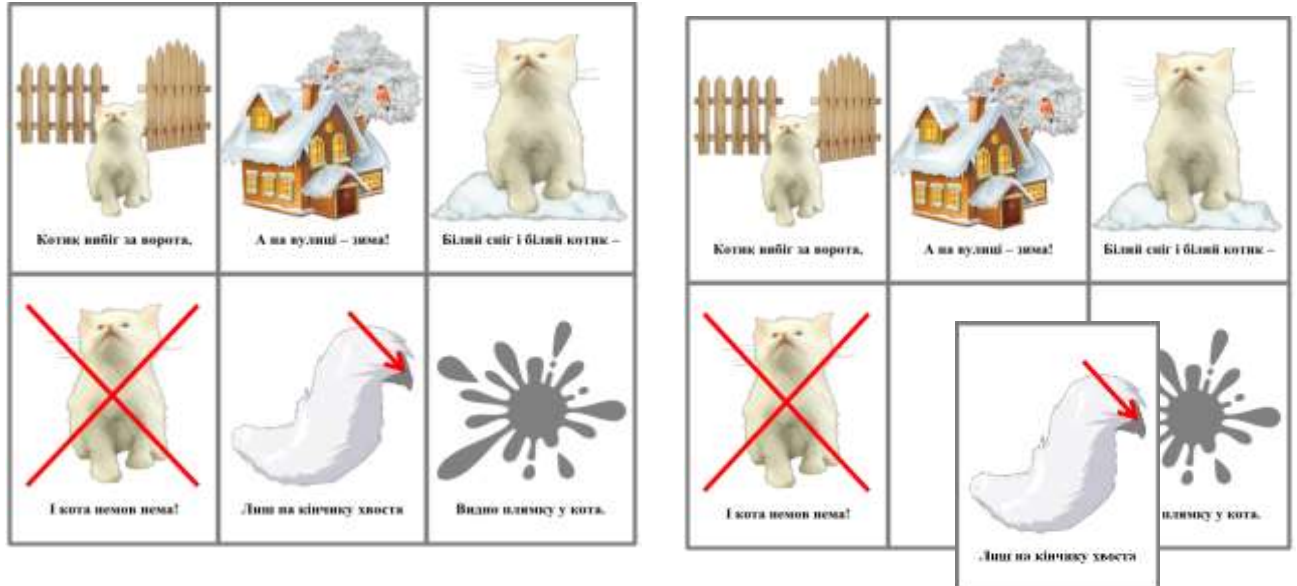 Котик вибіг за ворота,
А на вулиці – зима!
Білий сніг і білий котик –
І кота немов нема!
Лиш на кінчику хвоста
Видно плямку у кота.
Котик вибіг за ворота,
А на вулиці – зима!
Білий сніг і білий котик –
І кота немов нема!
Лиш на кінчику хвоста
плямку у кота.